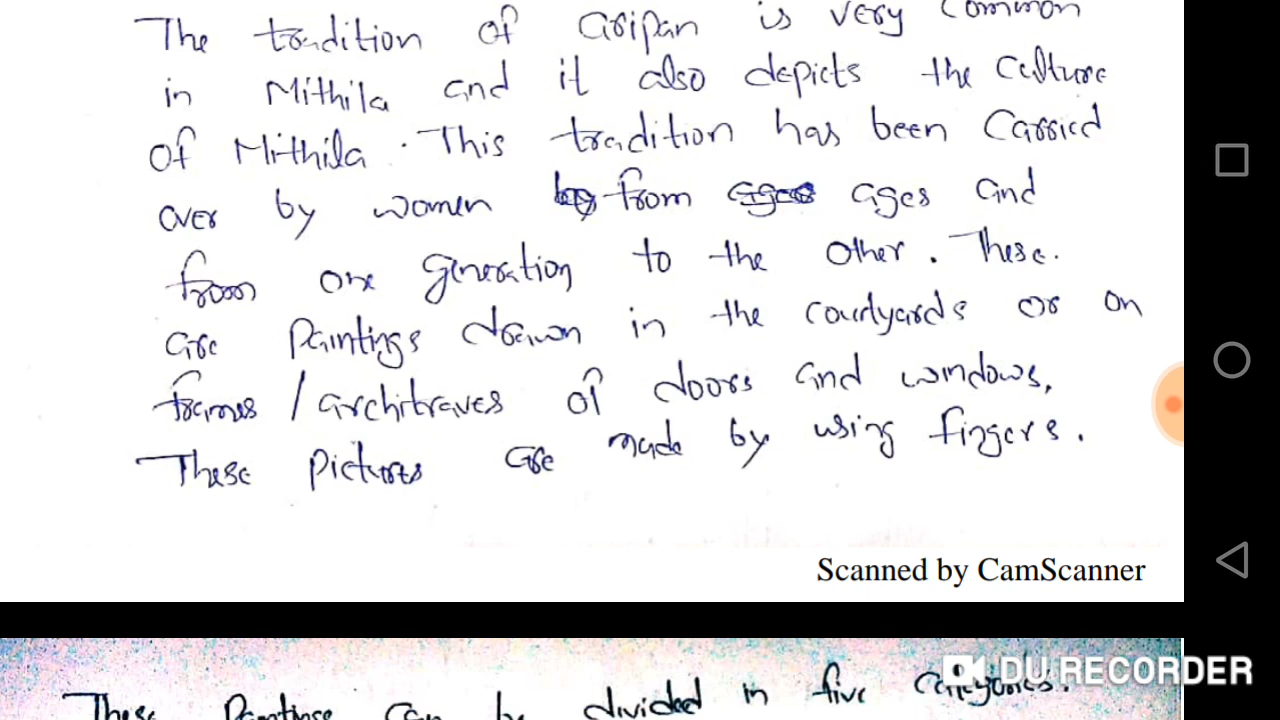 The tradition of Aripan is very common
in Mithila and it also depicts the Culture
Of Mithila. This tradition has been Carried
over by women by from ages ages and
from one generation to the other. These.
are Paintings drawn in the courtyards or on
frames / architraves of doors and windows.
These pictures are made by using fingers.
Scanned by CamScanner
These Paintings can be divided in five categories.
DU RECORDER